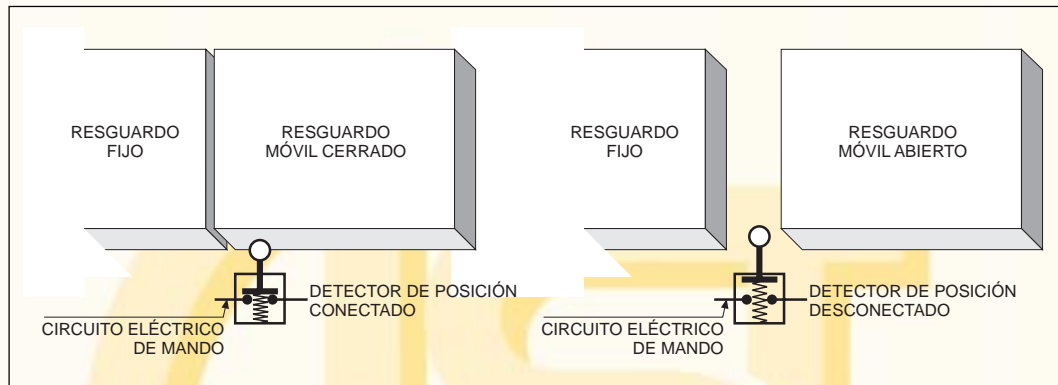 RESGUARDO
FIJO
RESGUARDO
MÓVIL CERRADO
DETECTOR DE POSICIÓN
CONECTADO
CIRCUITO ELÉCTRICO
DE MANDO
RESGUARDO
FIJO
RESGUARDO
MÓVIL ABIERTO
DETECTOR DE POSICIÓN
DESCONECTADO
CIRCUITO ELÉCTRICO
DE MANDO